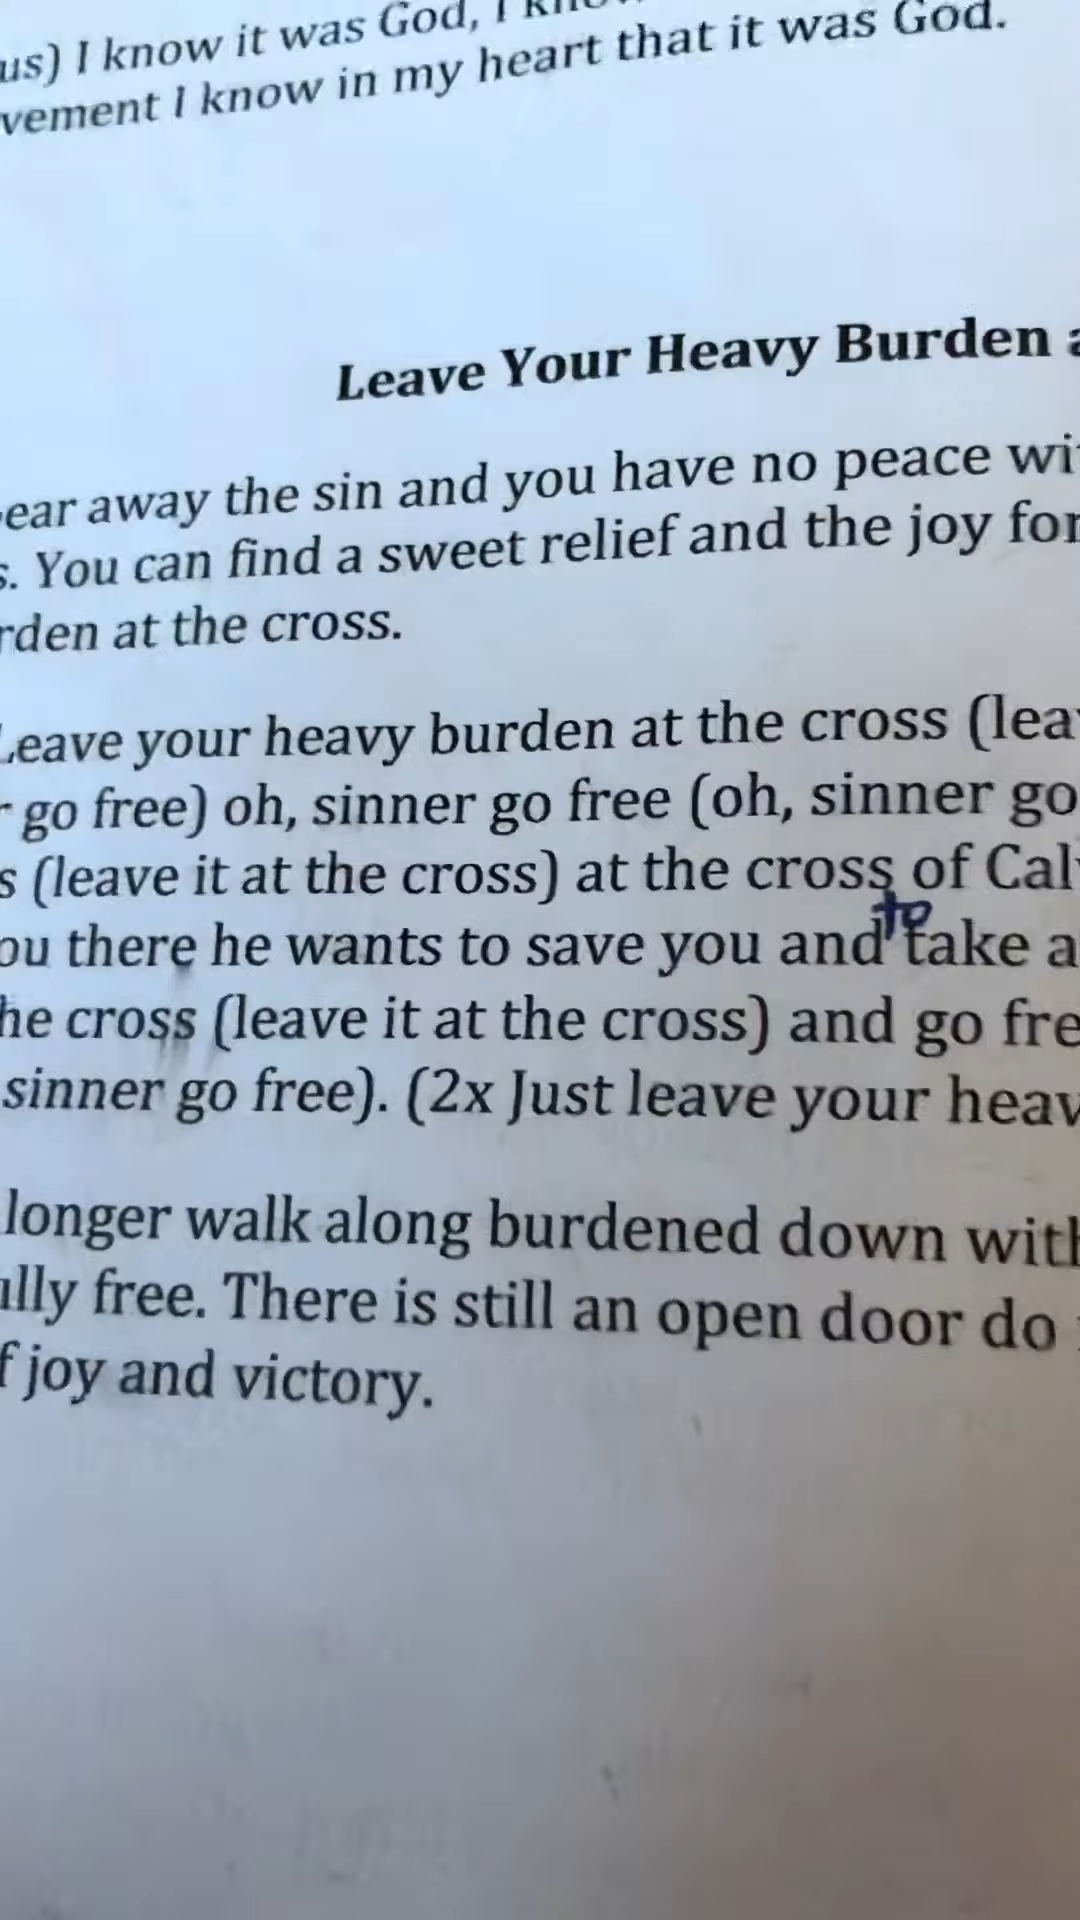 us) I know it was God, I
vement I know in my heart that it was God.
Leave Your Heavy Burden
ear away the sin and you have no peace wi
s. You can find a sweet relief and the joy for
rden at the cross.
Leave your heavy burden at the cross (lea
r go free) oh, sinner go free (oh, sinner go
s (leave it at the cross) at the cross of Cal
ou there he wants to save you and to take a
he cross (leave it at the cross) and go fre
sinner go free). (2x Just leave your heav
longer walk along burdened down with
ully free. There is still an open door do
f joy and victory.